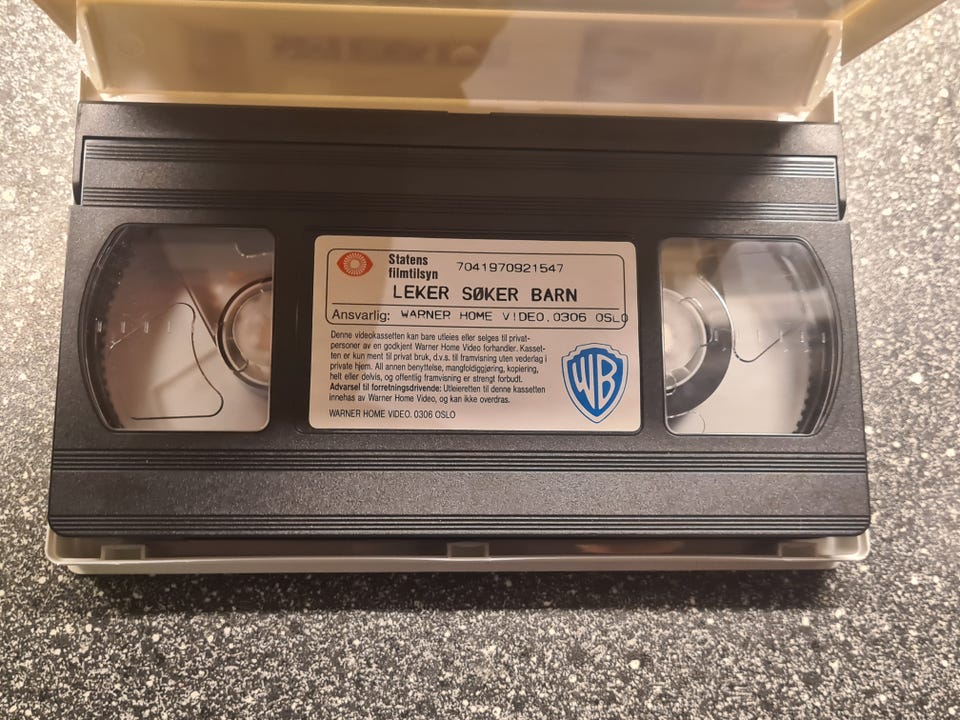 Statens
filmtilsyn
7041970921547
LEKER SØKER BARN
Ansvarlig: WARNER HOME VIDEO.0306 OSLO
Denne videokassetten kan bare utleies eller selges til privat-
personer av en godkjent Warner Home Video forhandler. Kasset-
ten er kun ment til privat bruk, d.v.s. til framvisning uten vederlag i
private hjem. All annen benyttelse, mangfoldiggjøring, kopiering,
helt eller delvis, og offentlig framvisning er strengt forbudt.
Advarsel til forretningsdrivende: Utleieretten til denne kassetten
innehas av Warner Home Video, og kan ikke overdras.
WARNER HOME VIDEO. 0306 OSLO
WB